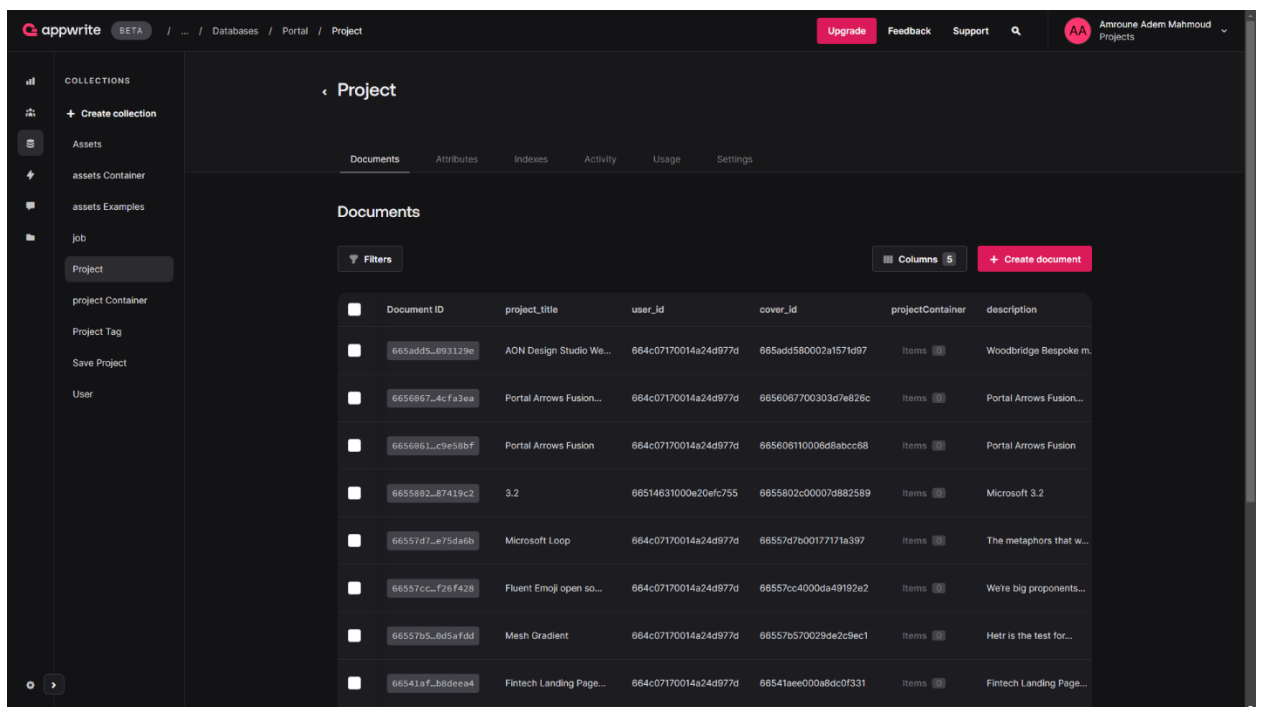 appwrite BETA / ... / Databases / Portal / Project
Upgrade Feedback Support AA Amroune Adem Mahmoud
Projects
COLLECTIONS
+ Create collection
Assets
assets Container
assets Examples
job
Project
project Container
Project Tag
Save Project
User
‹ Project
Documents Attributes Indexes Activity Usage Settings
Documents
Filters Columns 5 + Create document
Document ID project_title user_id cover_id projectContainer description
665add5…093129e AON Design Studio We... 664c07170014a24d977d 665add580002a1571d97 Items 0 Woodbridge Bespoke m.
6656067…4cfa3ea Portal Arrows Fusion... 664c07170014a24d977d 6656067700303d7e826c Items 0 Portal Arrows Fusion...
6656061…c9e58bf Portal Arrows Fusion 664c07170014a24d977d 665606110006d8abcc68 Items 0 Portal Arrows Fusion
6655802…87419c2 3.2 66514631000e20efc755 6655802c00007d882589 Items 0 Microsoft 3.2
66557d7…e75da6b Microsoft Loop 664c07170014a24d977d 66557d7b00177171a397 Items 0 The metaphors that w...
66557cc…f26f428 Fluent Emoji open so... 664c07170014a24d977d 66557cc4000da49192e2 Items 0 We're big proponents...
66557b5…0d5afdd Mesh Gradient 664c07170014a24d977d 66557b570029de2c9ec1 Items 0 Hetr is the test for...
66541af…b8deea4 Fintech Landing Page... 664c07170014a24d977d 66541aee000a8dc0f331 Items 0 Fintech Landing Page...